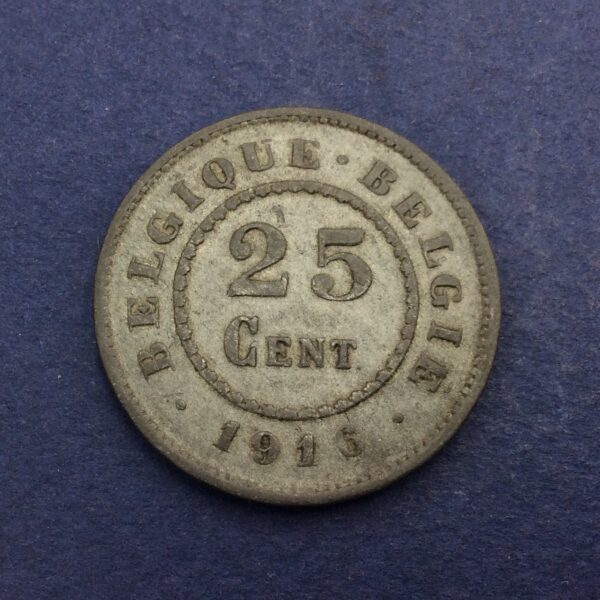 BELGIQUE · BELGIE
25
CENT
· 1916 ·